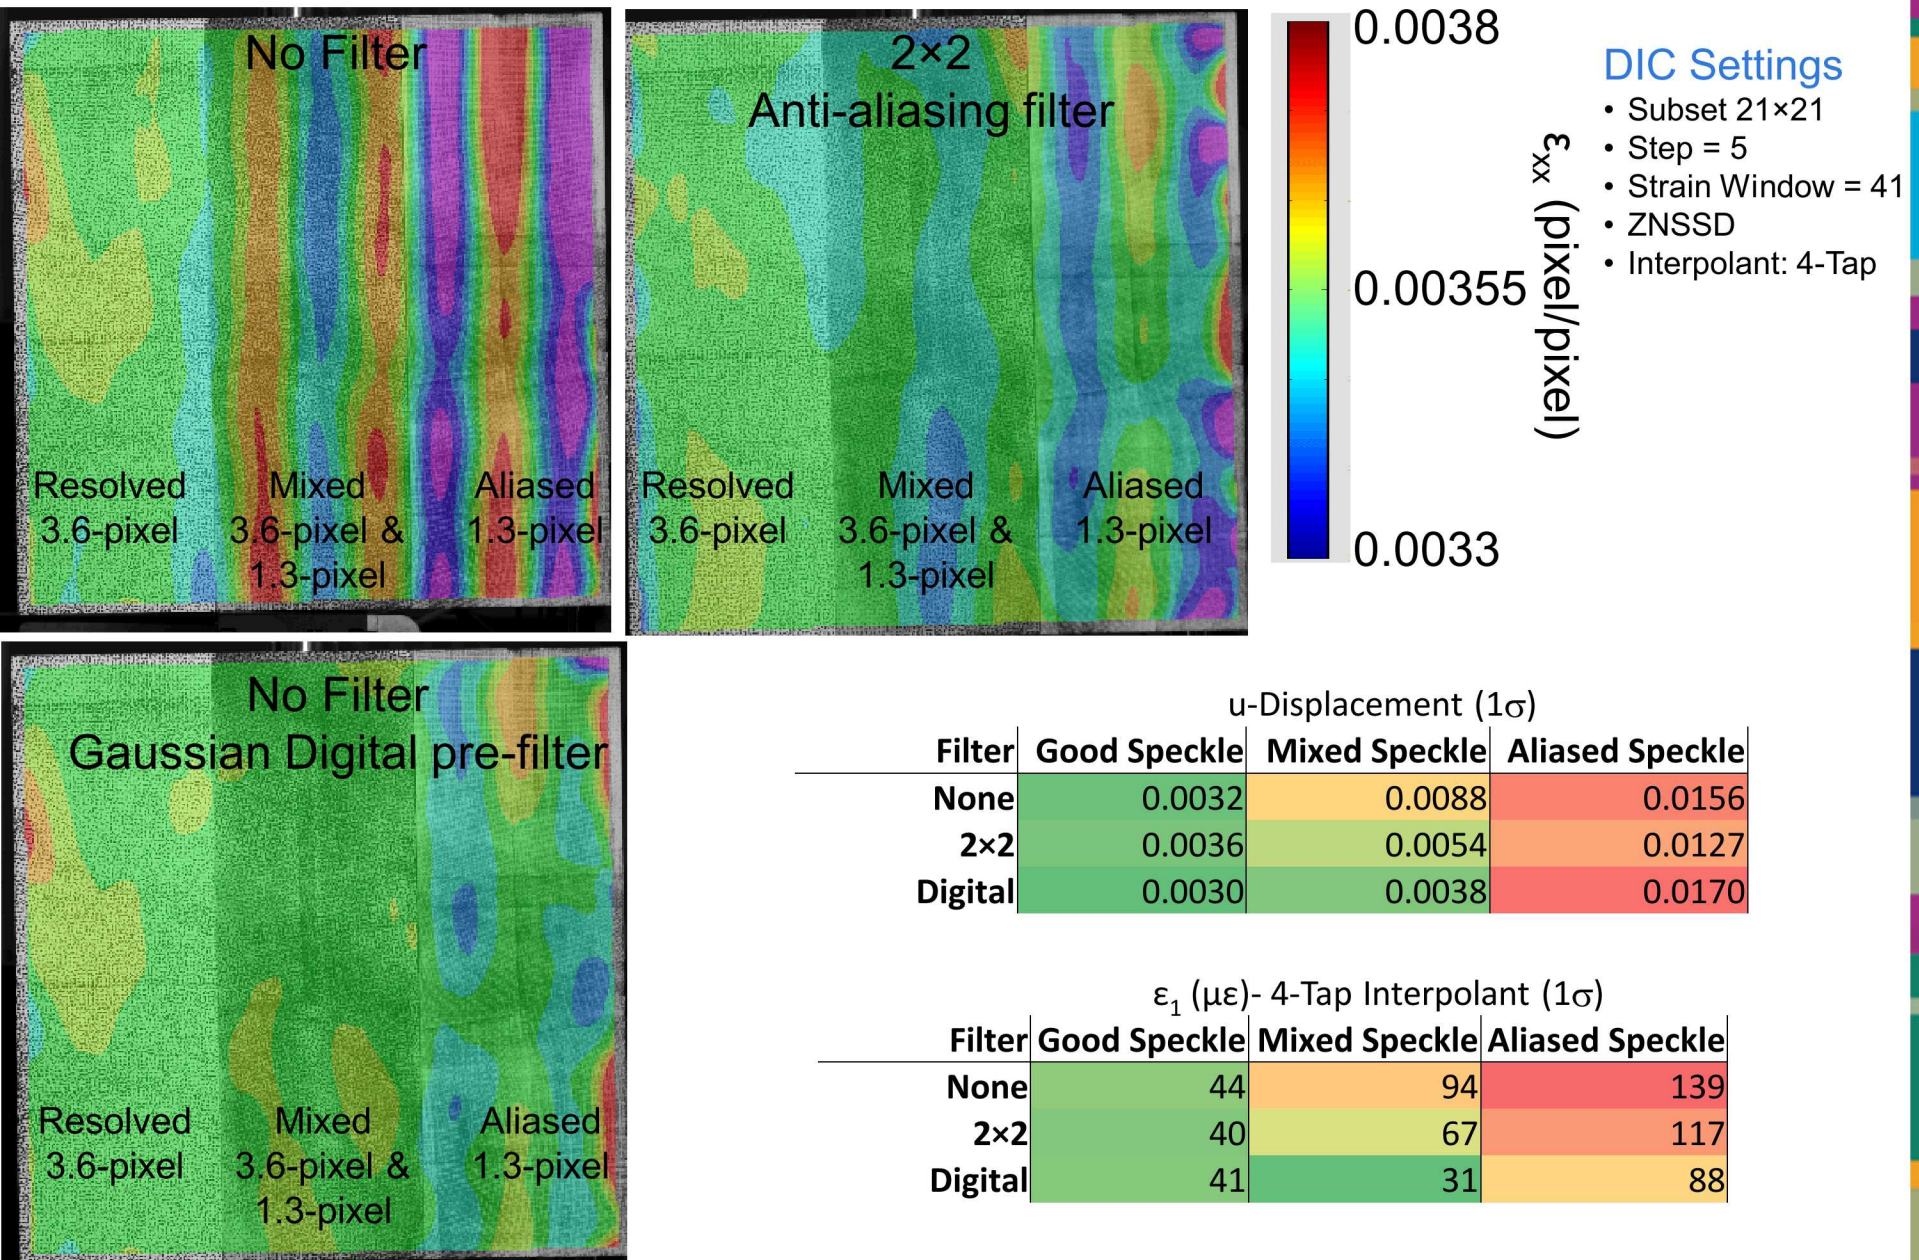 No Filter
Resolved
3.6-pixel
Mixed
3.6-pixel &
1.3-pixel
Aliased
1.3-pixel
2×2
Anti-aliasing filter
Resolved
3.6-pixel
Mixed
3.6-pixel &
1.3-pixel
Aliased
1.3-pixel
0.0038
0.00355
0.0033
εxx (pixel/pixel)
DIC Settings
• Subset 21×21
• Step = 5
• Strain Window = 41
• ZNSSD
• Interpolant: 4-Tap
No Filter
Gaussian Digital pre-filter
Resolved
3.6-pixel
Mixed
3.6-pixel &
1.3-pixel
Aliased
1.3-pixel
u-Displacement (1σ)
Filter Good Speckle Mixed Speckle Aliased Speckle
None 0.0032 0.0088 0.0156
2×2 0.0036 0.0054 0.0127
Digital 0.0030 0.0038 0.0170
ε1 (με)- 4-Tap Interpolant (1σ)
Filter Good Speckle Mixed Speckle Aliased Speckle
None 44 94 139
2×2 40 67 117
Digital 41 31 88